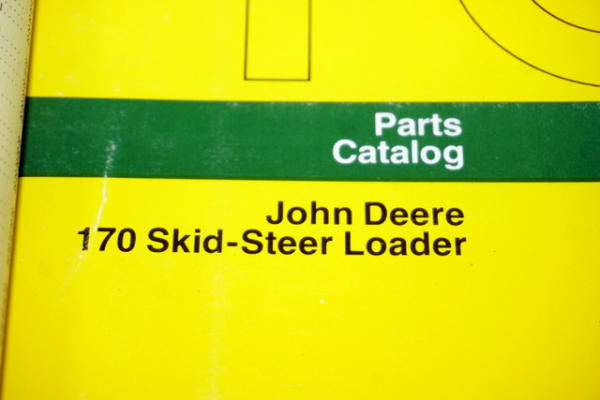 Parts
Catalog
John Deere
170 Skid-Steer Loader